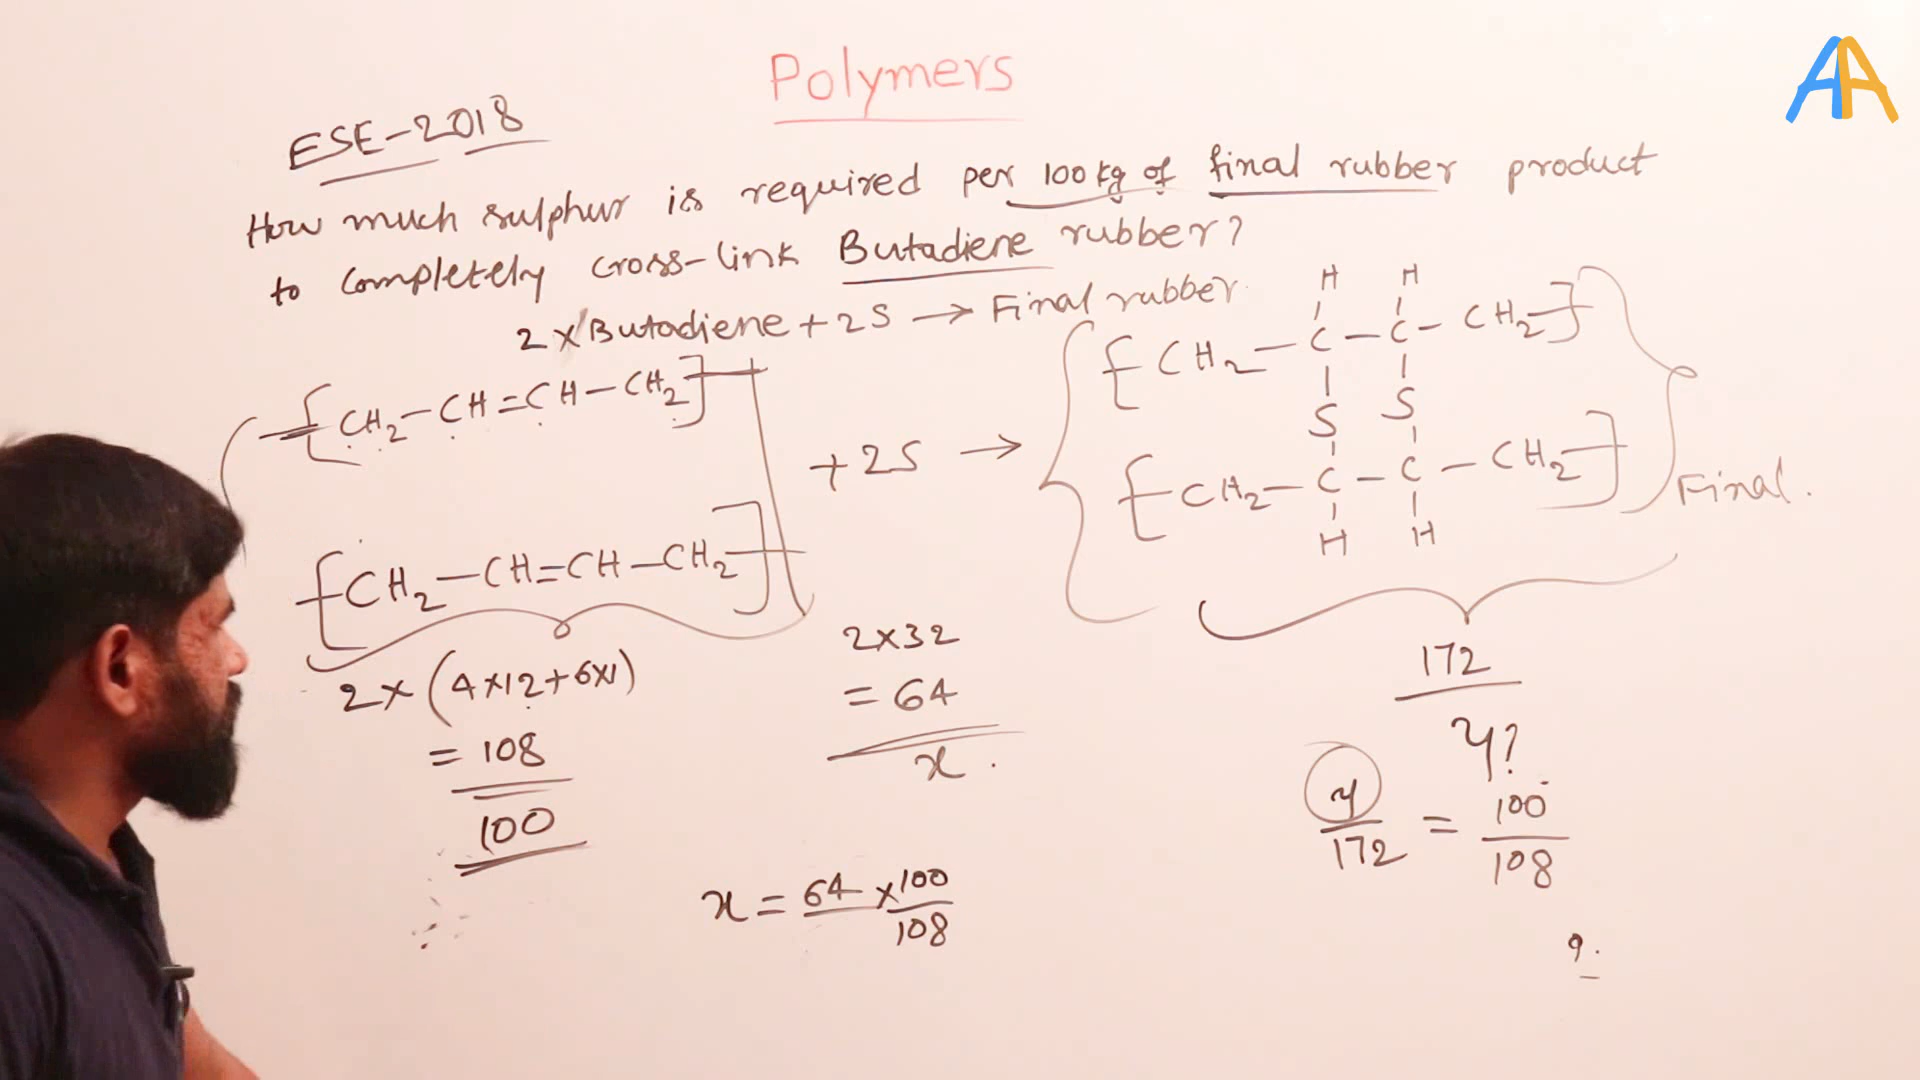 Polymers
AA
ESE-2018
How much sulphur is required per 100 kg of final rubber product
to completely cross-link Butadiene rubber?
2 x Butadiene + 2S → Final rubber
[CH2-CH=CH-CH2]
[CH2-CH=CH-CH2]
+ 2S →
H H
[CH2-C-C-CH2]
S S
[CH2-C-C-CH2]
H H
Final.
2 x (4x12+6x1)
= 108
100
2x32
= 64
x.
172
y?
y/172 = 100/108
x = 64 x 100/108
9.